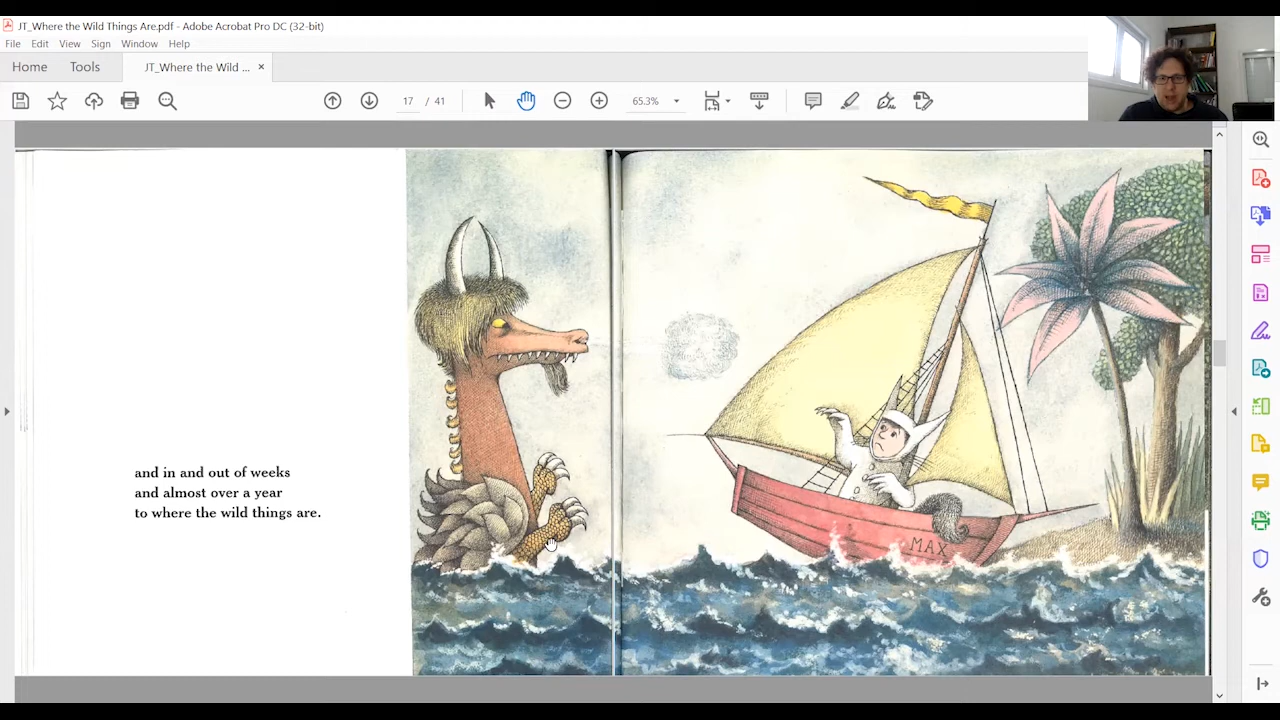 JT_Where the Wild Things Are.pdf - Adobe Acrobat Pro DC (32-bit)
File Edit View Sign Window Help
Home Tools JT_Where the Wild ... ×
17 / 41 65.3%
and in and out of weeks
and almost over a year
to where the wild things are.
MAX